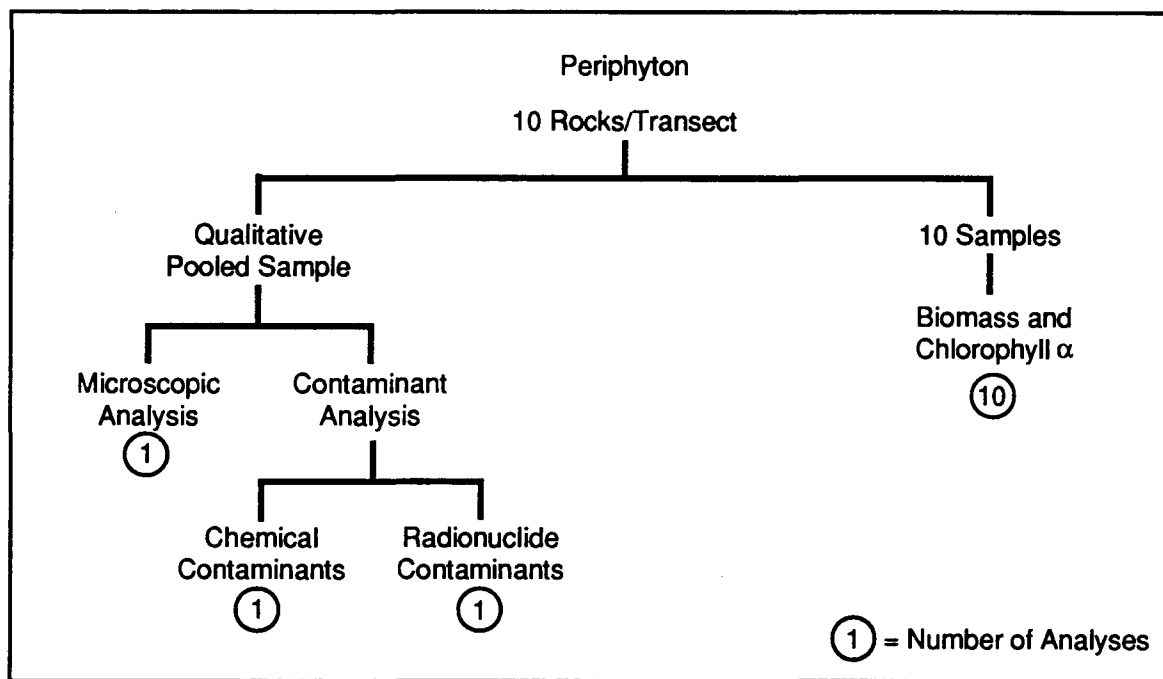 Periphyton
10 Rocks/Transect
Qualitative
Pooled Sample
10 Samples
Biomass and
Chlorophyll α
10
Microscopic
Analysis
1
Contaminant
Analysis
Chemical
Contaminants
1
Radionuclide
Contaminants
1
1 = Number of Analyses